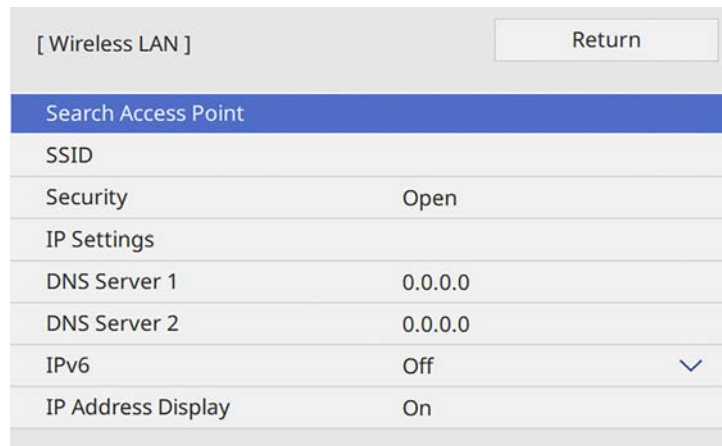 [ Wireless LAN ] Return
Search Access Point
SSID
Security Open
IP Settings
DNS Server 1 0.0.0.0
DNS Server 2 0.0.0.0
IPv6 Off
IP Address Display On